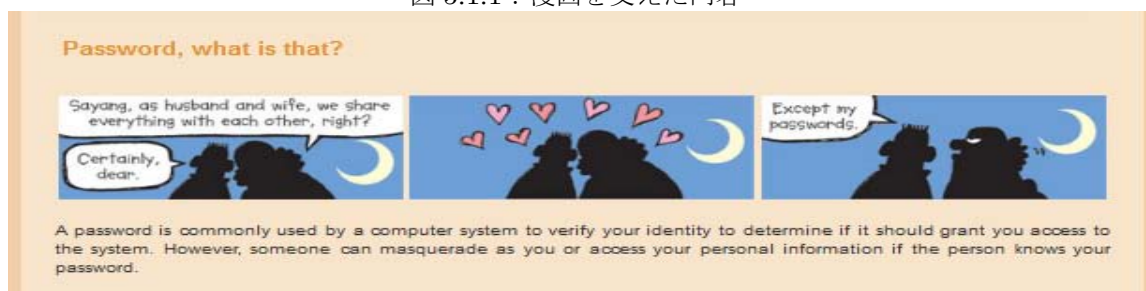 Password, what is that?
Sayang, as husband and wife, we share
everything with each other, right?
Certainly,
dear.
Except my
passwords.
A password is commonly used by a computer system to verify your identity to determine if it should grant you access to
the system. However, someone can masquerade as you or access your personal information if the person knows your
password.